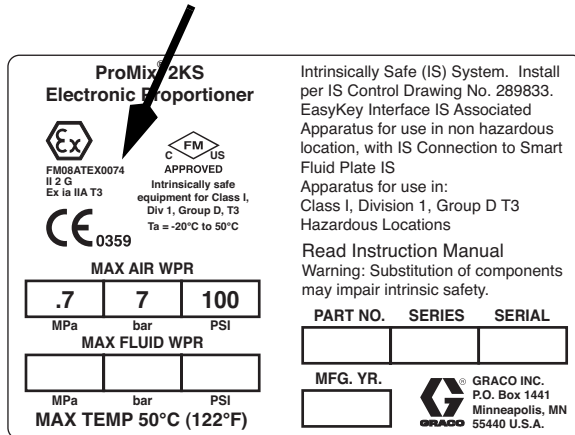 ProMix® 2KS
Electronic Proportioner
Ex
FM08ATEX0074
II 2 G
Ex ia IIA T3
CE 0359
FM
C US
APPROVED
Intrinsically safe
equipment for Class I,
Div 1, Group D, T3
Ta = -20°C to 50°C
MAX AIR WPR
.7 7 100
MPa bar PSI
MAX FLUID WPR
MPa bar PSI
MAX TEMP 50°C (122°F)
Intrinsically Safe (IS) System. Install
per IS Control Drawing No. 289833.
EasyKey Interface IS Associated
Apparatus for use in non hazardous
location, with IS Connection to Smart
Fluid Plate IS
Apparatus for use in:
Class I, Division 1, Group D T3
Hazardous Locations
Read Instruction Manual
Warning: Substitution of components
may impair intrinsic safety.
PART NO. SERIES SERIAL
MFG. YR.
G ®
GRACO
GRACO INC.
P.O. Box 1441
Minneapolis, MN
55440 U.S.A.